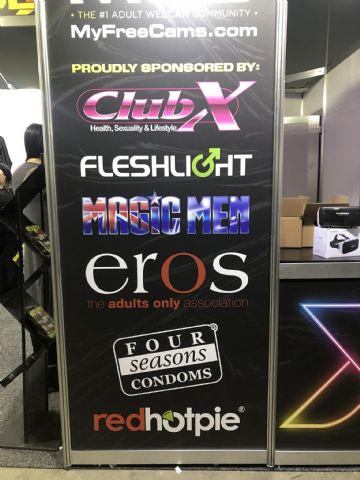 • THE #1 ADULT WEBCAM COMMUNITY •
MyFreeCams.com
PROUDLY SPONSORED BY:
Club X
Health, Sexuality & Lifestyle
FLESHLIGHT
MAGIC MEN
eros
the adults only association
FOUR
seasons
CONDOMS
®
redhotpie®